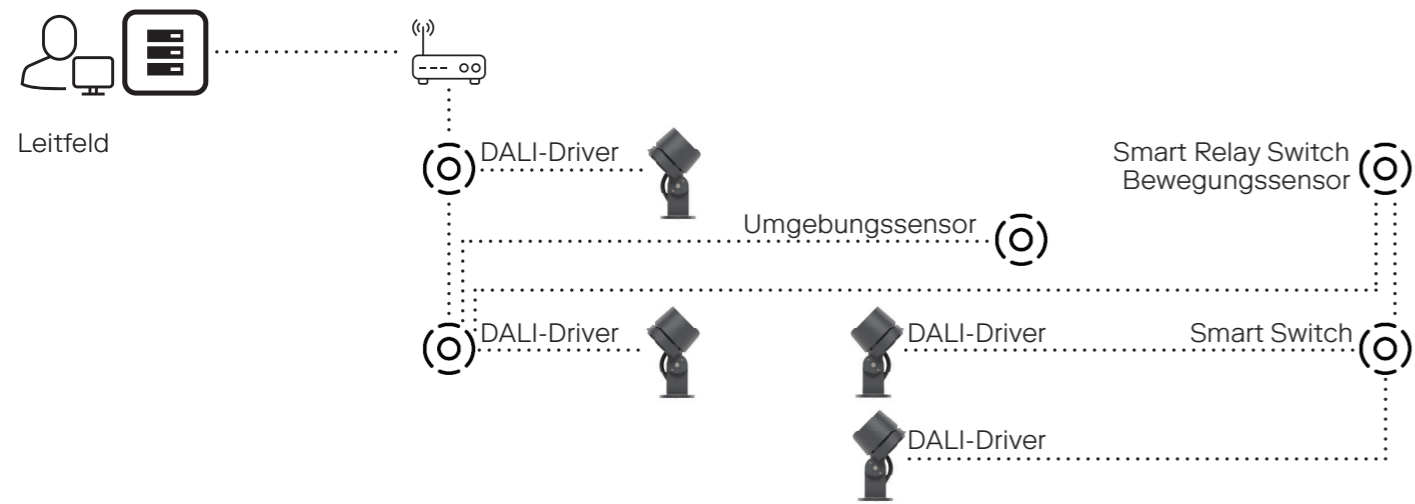 Leitfeld
DALI-Driver
Smart Relay Switch
Bewegungssensor
Umgebungssensor
DALI-Driver
DALI-Driver
Smart Switch
DALI-Driver